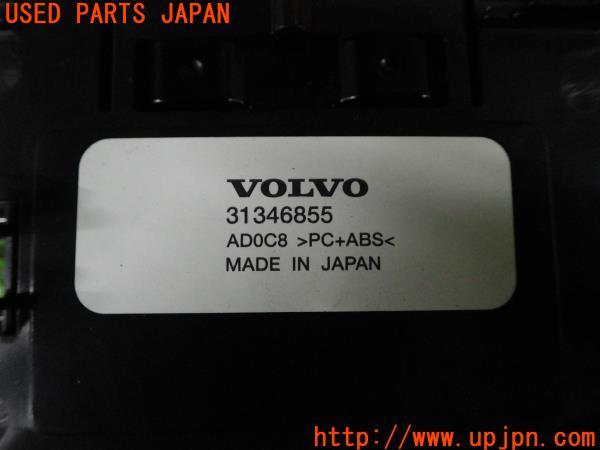 USED PARTS JAPAN
VOLVO
31346855
AD0C8 >PC+ABS<
MADE IN JAPAN
http://www.upjpn.com/